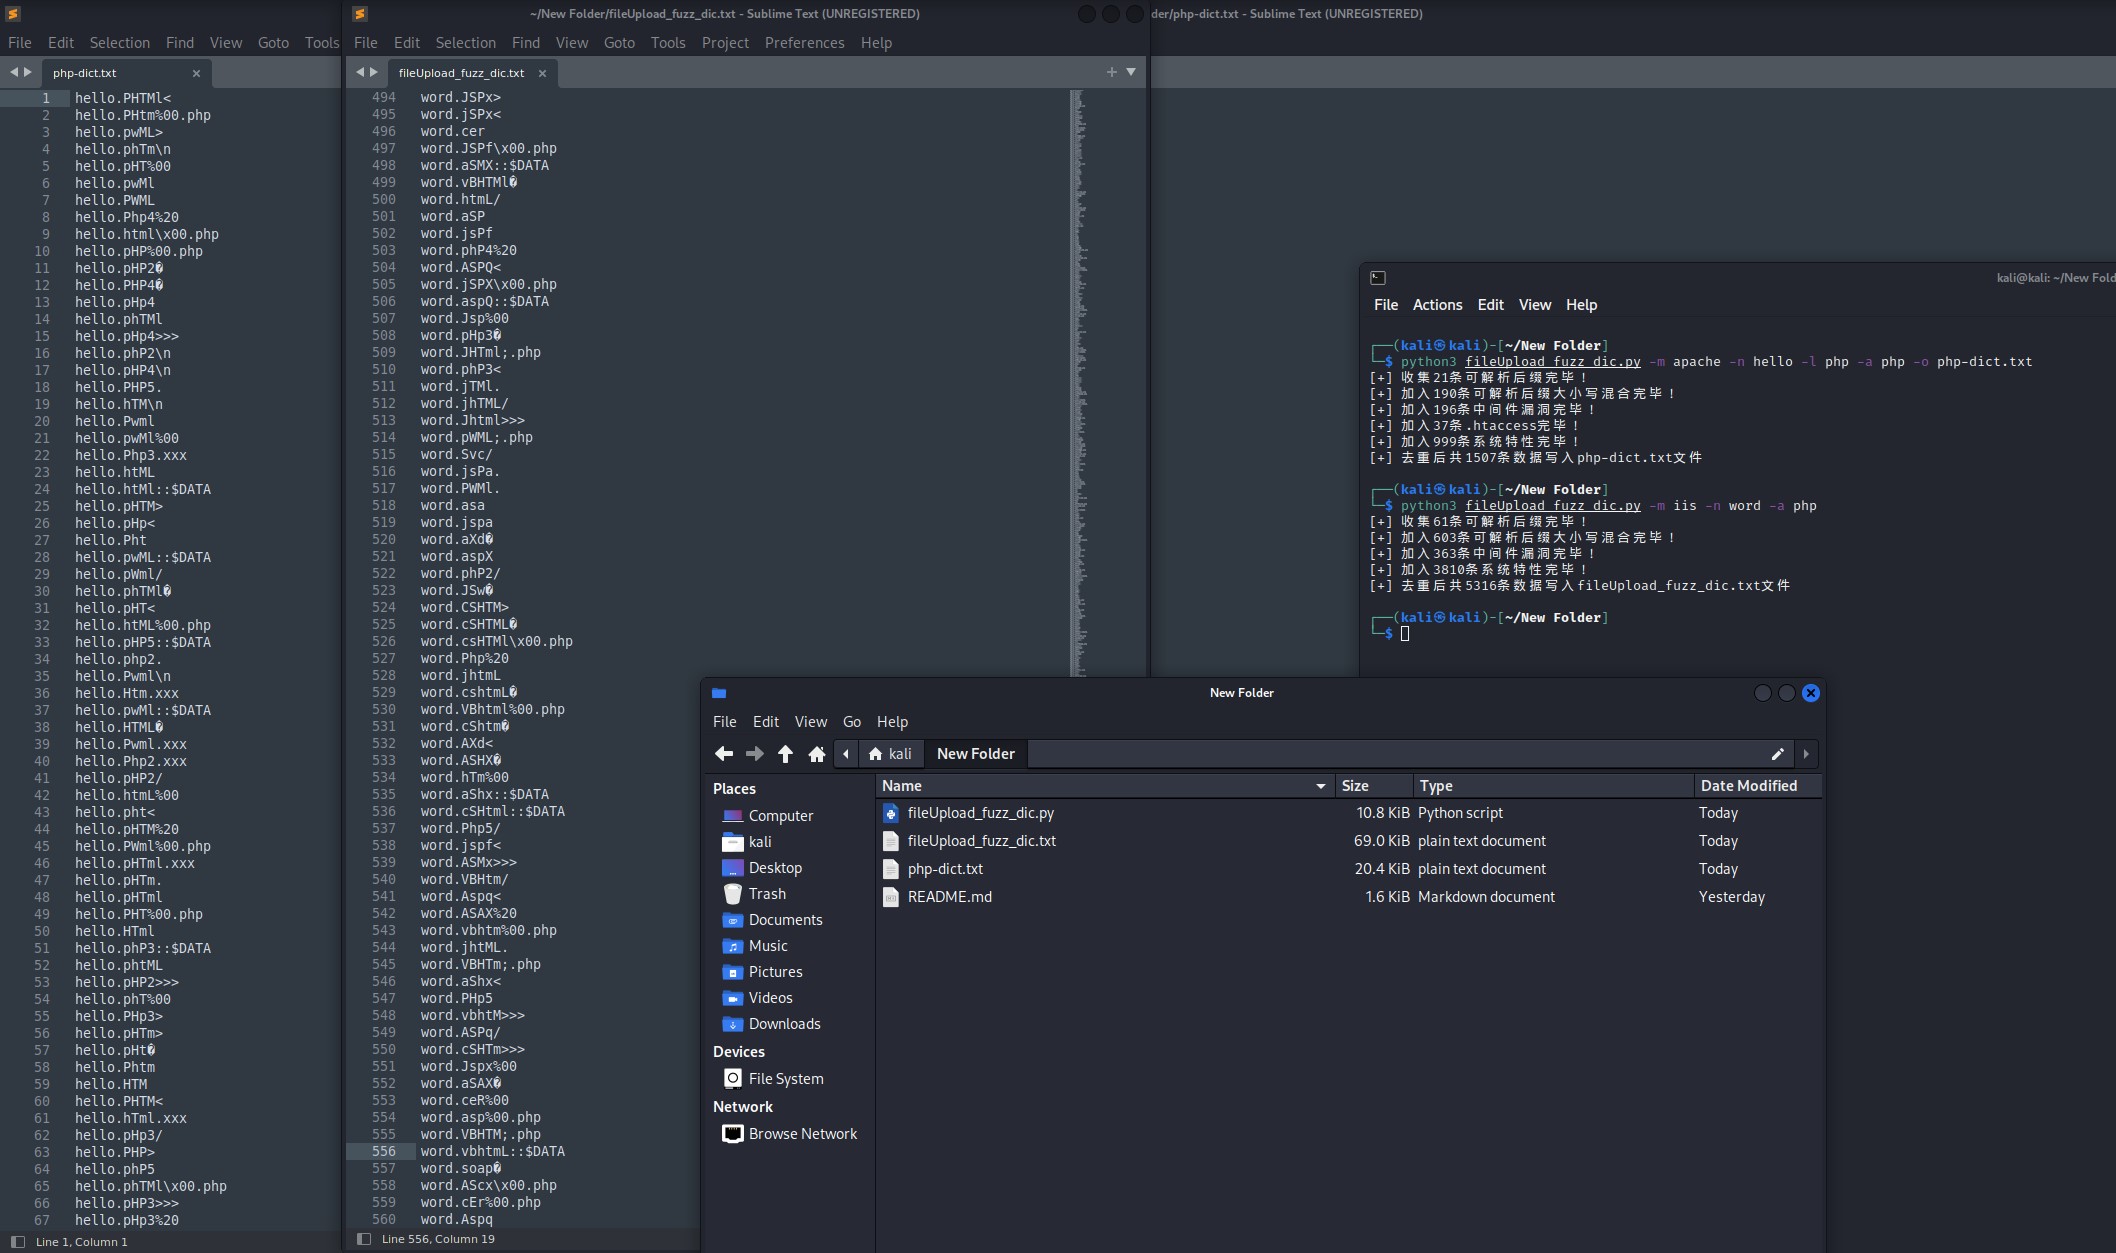 ~/New Folder/fileUpload_fuzz_dic.txt - Sublime Text (UNREGISTERED)
der/php-dict.txt - Sublime Text (UNREGISTERED)
File Edit Selection Find View Goto Tools
File Edit Selection Find View Goto Tools Project Preferences Help
php-dict.txt
1 hello.PHTMl<
2 hello.PHtm%00.php
3 hello.pwML>
4 hello.phTm\n
5 hello.pHT%00
6 hello.pwMl
7 hello.PWML
8 hello.Php4%20
9 hello.html\x00.php
10 hello.pHP%00.php
11 hello.pHP2�
12 hello.PHP4�
13 hello.pHp4
14 hello.phTMl
15 hello.pHp4>>>
16 hello.phP2\n
17 hello.pHP4\n
18 hello.PHP5.
19 hello.hTM\n
20 hello.Pwml
21 hello.pwMl%00
22 hello.Php3.xxx
23 hello.htML
24 hello.htMl::$DATA
25 hello.pHTM>
26 hello.pHp<
27 hello.Pht
28 hello.pwML::$DATA
29 hello.pWml/
30 hello.phTMl�
31 hello.pHT<
32 hello.htML%00.php
33 hello.pHP5::$DATA
34 hello.php2.
35 hello.Pwml\n
36 hello.Htm.xxx
37 hello.pwMl::$DATA
38 hello.HTML�
39 hello.Pwml.xxx
40 hello.Php2.xxx
41 hello.pHP2/
42 hello.htmL%00
43 hello.pht<
44 hello.pHTM%20
45 hello.PWml%00.php
46 hello.pHTml.xxx
47 hello.pHTm.
48 hello.pHTml
49 hello.PHT%00.php
50 hello.HTml
51 hello.phP3::$DATA
52 hello.phtML
53 hello.pHP2>>>
54 hello.phT%00
55 hello.PHp3>
56 hello.pHTm>
57 hello.pHt�
58 hello.Phtm
59 hello.HTM
60 hello.PHTM<
61 hello.hTml.xxx
62 hello.pHp3/
63 hello.PHP>
64 hello.phP5
65 hello.phTMl\x00.php
66 hello.pHP3>>>
67 hello.pHp3%20
Line 1, Column 1
fileUpload_fuzz_dic.txt
494 word.JSPx>
495 word.jSPx<
496 word.cer
497 word.JSPf\x00.php
498 word.aSMX::$DATA
499 word.vBHTMl�
500 word.htmL/
501 word.aSP
502 word.jsPf
503 word.phP4%20
504 word.ASPQ<
505 word.jSPX\x00.php
506 word.aspQ::$DATA
507 word.Jsp%00
508 word.pHp3�
509 word.JHTml;.php
510 word.phP3<
511 word.jTMl.
512 word.jhTML/
513 word.Jhtml>>>
514 word.pWML;.php
515 word.Svc/
516 word.jsPa.
517 word.PWMl.
518 word.asa
519 word.jspa
520 word.aXd�
521 word.aspX
522 word.phP2/
523 word.JSw�
524 word.CSHTM>
525 word.cSHTML�
526 word.csHTMl\x00.php
527 word.Php%20
528 word.jhtmL
529 word.cshtmL�
530 word.VBhtml%00.php
531 word.cShtm�
532 word.AXd<
533 word.ASHX�
534 word.hTm%00
535 word.aShx::$DATA
536 word.cSHtml::$DATA
537 word.Php5/
538 word.jspf<
539 word.ASMx>>>
540 word.VBHtm/
541 word.Aspq<
542 word.ASAX%20
543 word.vbhtm%00.php
544 word.jhtML.
545 word.VBHTm;.php
546 word.aShx<
547 word.PHp5
548 word.vbhtM>>>
549 word.ASPq/
550 word.cSHTm>>>
551 word.Jspx%00
552 word.aSAX�
553 word.ceR%00
554 word.asp%00.php
555 word.VBHTM;.php
556 word.vbhtmL::$DATA
557 word.soap�
558 word.AScx\x00.php
559 word.cEr%00.php
560 word.Aspq
Line 556, Column 19
kali@kali: ~/New Fold
File Actions Edit View Help
┌──(kali㉿kali)-[~/New Folder]
└─$ python3 fileUpload_fuzz_dic.py -m apache -n hello -l php -a php -o php-dict.txt
[+] 收集21条可解析后缀完毕！
[+] 加入190条可解析后缀大小写混合完毕！
[+] 加入196条中间件漏洞完毕！
[+] 加入37条.htaccess完毕！
[+] 加入999条系统特性完毕！
[+] 去重后共1507条数据写入php-dict.txt文件
┌──(kali㉿kali)-[~/New Folder]
└─$ python3 fileUpload_fuzz_dic.py -m iis -n word -a php
[+] 收集61条可解析后缀完毕！
[+] 加入603条可解析后缀大小写混合完毕！
[+] 加入363条中间件漏洞完毕！
[+] 加入3810条系统特性完毕！
[+] 去重后共5316条数据写入fileUpload_fuzz_dic.txt文件
┌──(kali㉿kali)-[~/New Folder]
└─$
New Folder
File Edit View Go Help
kali New Folder
Places
Computer
kali
Desktop
Trash
Documents
Music
Pictures
Videos
Downloads
Devices
File System
Network
Browse Network
Name Size Type Date Modified
fileUpload_fuzz_dic.py 10.8 KiB Python script Today
fileUpload_fuzz_dic.txt 69.0 KiB plain text document Today
php-dict.txt 20.4 KiB plain text document Today
README.md 1.6 KiB Markdown document Yesterday